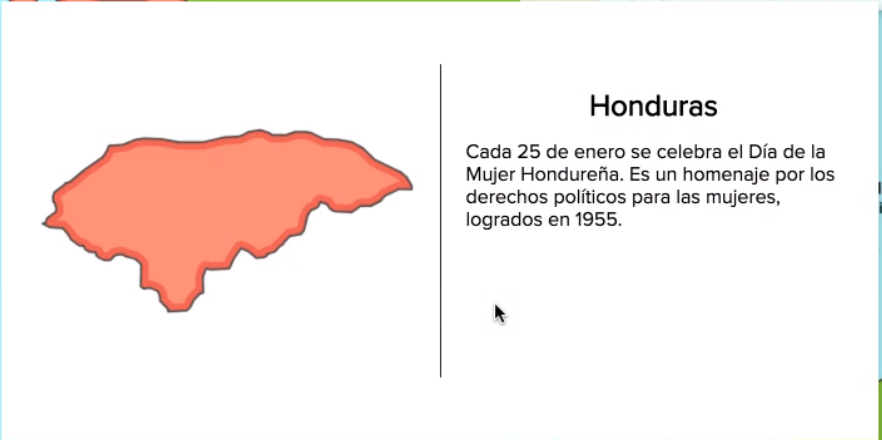 Honduras
Cada 25 de enero se celebra el Día de la
Mujer Hondureña. Es un homenaje por los
derechos políticos para las mujeres,
logrados en 1955.